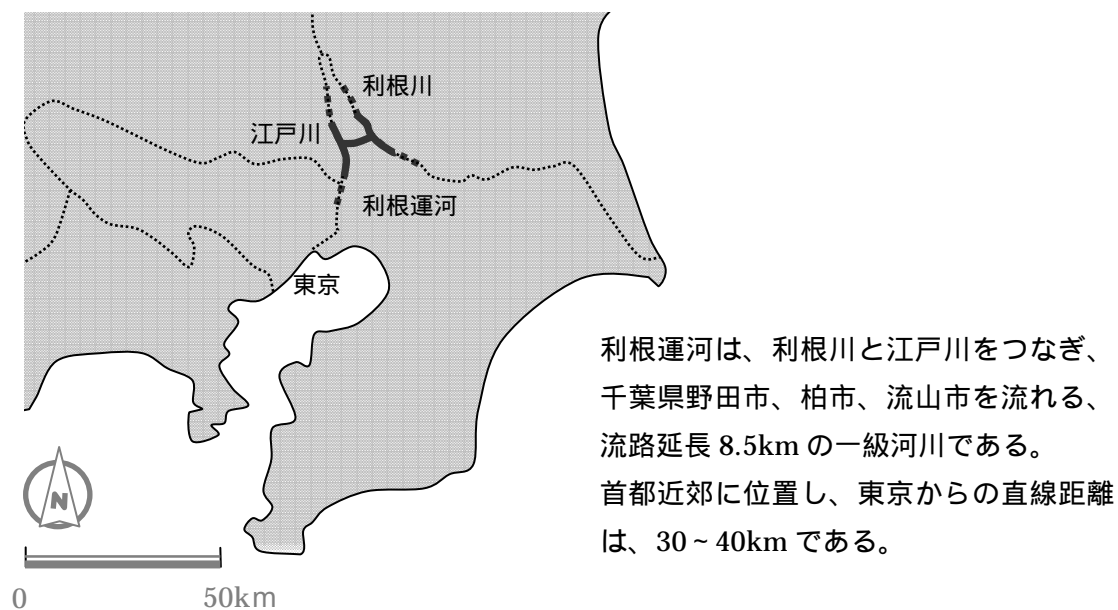 利根川
江戸川
利根運河
東京
利根運河は、利根川と江戸川をつなぎ、
千葉県野田市、柏市、流山市を流れる、
流路延長 8.5km の一級河川である。
首都近郊に位置し、東京からの直線距離
は、30 ~ 40km である。
N
0 50km